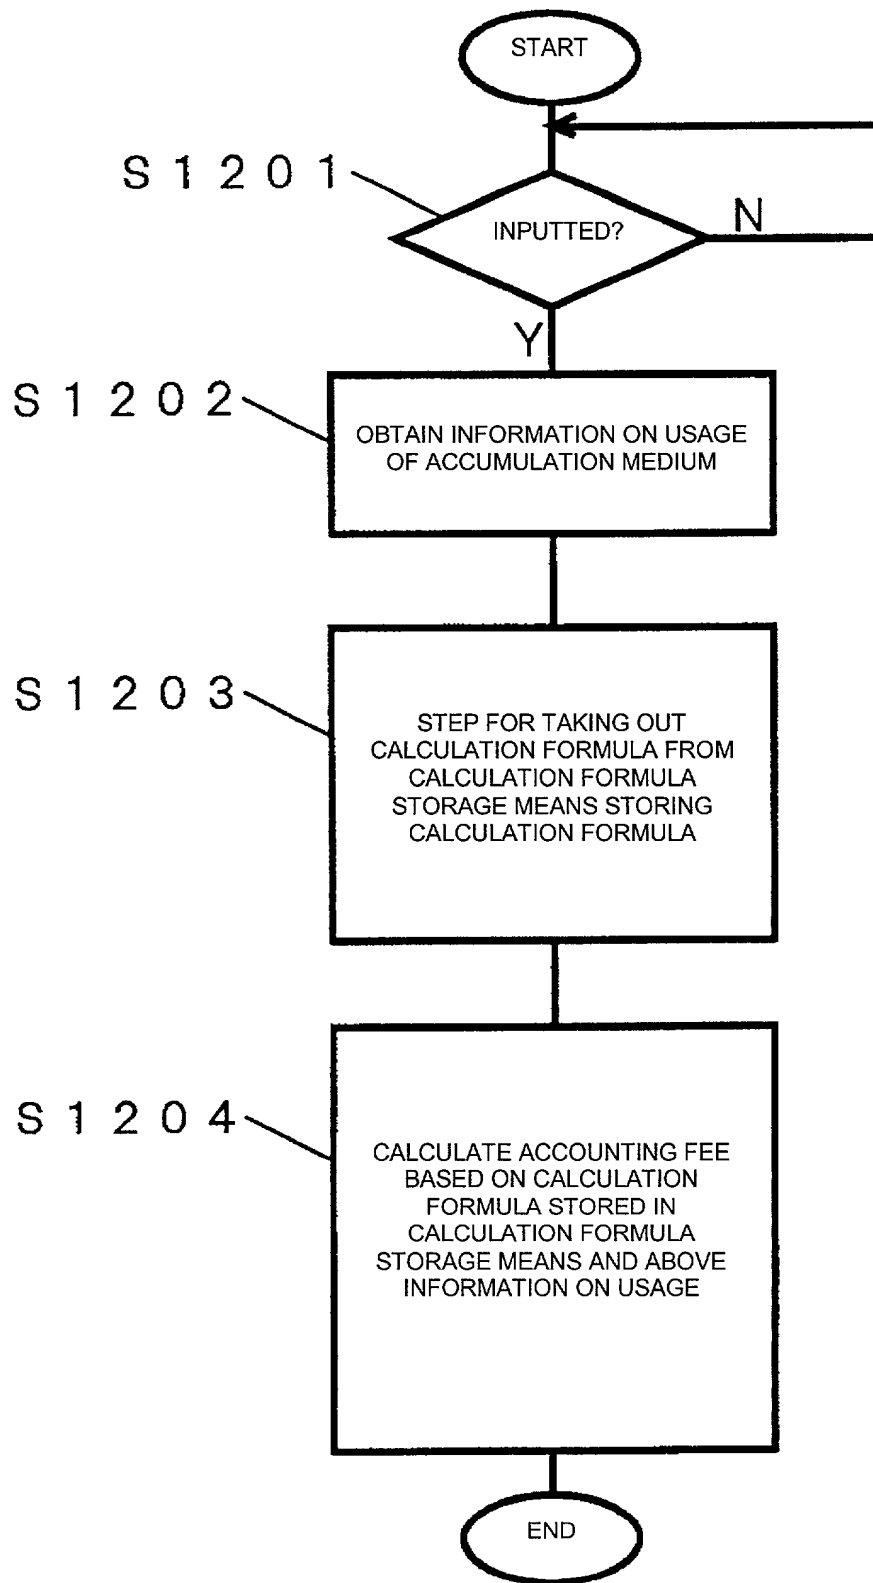 START
S1201
INPUTTED?
N
Y
S1202
OBTAIN INFORMATION ON USAGE
OF ACCUMULATION MEDIUM
S1203
STEP FOR TAKING OUT
CALCULATION FORMULA FROM
CALCULATION FORMULA
STORAGE MEANS STORING
CALCULATION FORMULA
S1204
CALCULATE ACCOUNTING FEE
BASED ON CALCULATION
FORMULA STORED IN
CALCULATION FORMULA
STORAGE MEANS AND ABOVE
INFORMATION ON USAGE
END